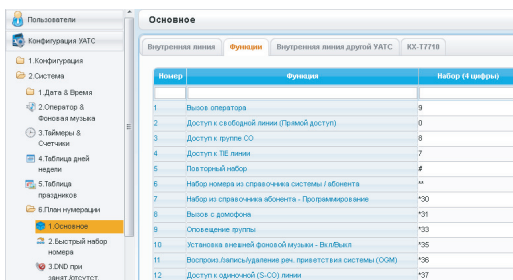 Пользователи
Конфигурация УАТС
1.Конфигурация
2.Система
1.Дата & Время
2.Оператор &
Фоновая музыка
3.Таймеры &
Счетчики
4.Таблица дней
недели
5.Таблица
праздников
6.План нумерации
1.Основное
2.Быстрый набор
номера
3.DND при
занят./отсутст.
Основное
Внутренняя линия
Функции
Внутренняя линия другой УАТС
KX-T7710
Номер Функция Набор (4 цифры)
1 Вызов оператора 9
2 Доступ к свободной линии (Прямой доступ) 0
3 Доступ к группе СО 8
4 Доступ к TIE линии 7
5 Повторный набор #
6 Набор номера из справочника системы / абонента **
7 Набор из справочника абонента - Программирование *30
8 Вызов с домофона *31
9 Оповещение группы *33
10 Установка внешней фоновой музыки - Вкл/Выкл *35
11 Воспроиз./запись/удаление реч. приветствия системы (OGM) *36
12 Доступ к одиночной (S-CO) линии *37